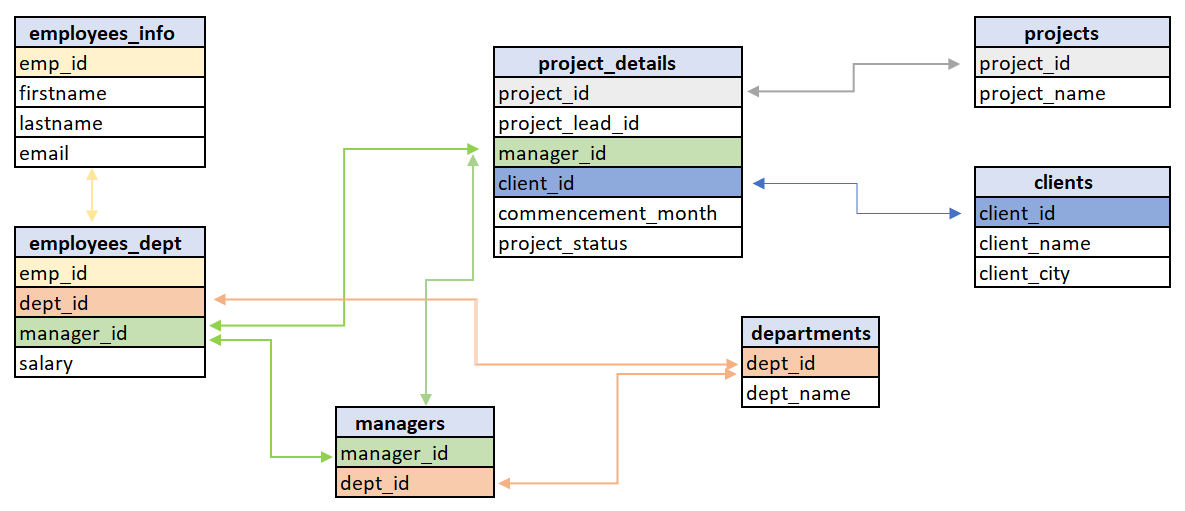 employees_info
emp_id
firstname
lastname
email
employees_dept
emp_id
dept_id
manager_id
salary
project_details
project_id
project_lead_id
manager_id
client_id
commencement_month
project_status
managers
manager_id
dept_id
departments
dept_id
dept_name
projects
project_id
project_name
clients
client_id
client_name
client_city